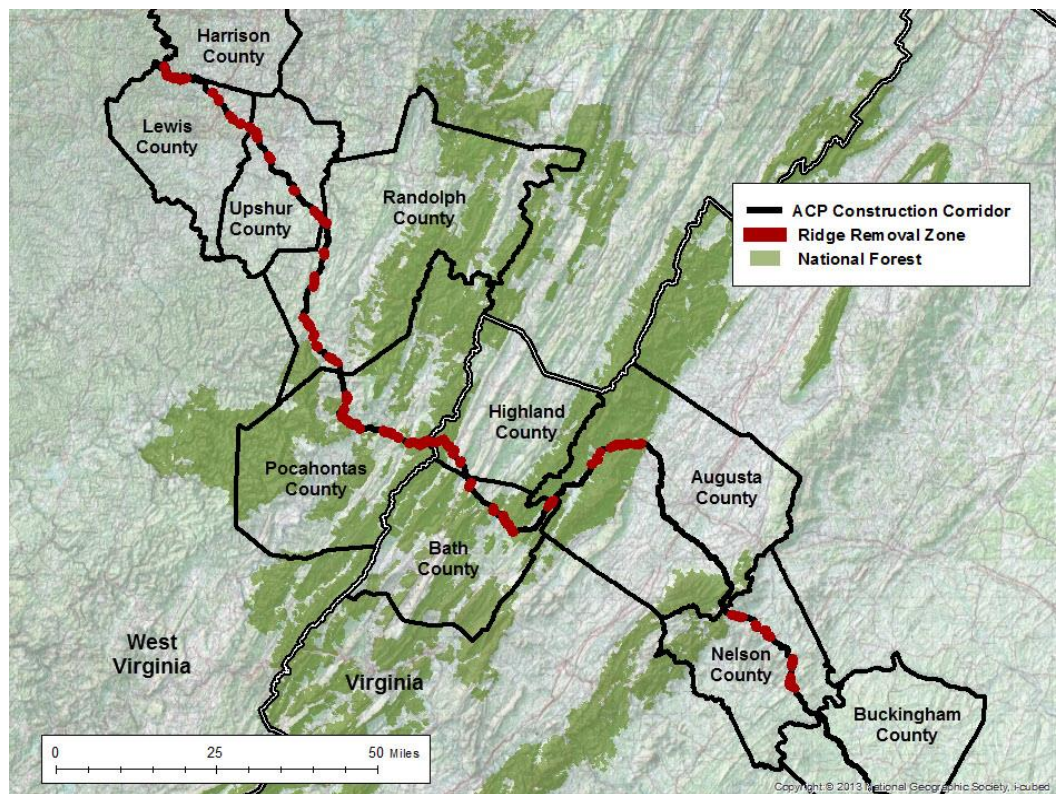 Harrison
County
Lewis
County
Upshur
County
Randolph
County
ACP Construction Corridor
Ridge Removal Zone
National Forest
Highland
County
Pocahontas
County
Augusta
County
Bath
County
West
Virginia
Virginia
Nelson
County
Buckingham
County
0 25 50 Miles
Copyright © 2013 National Geographic Society, i-cubed